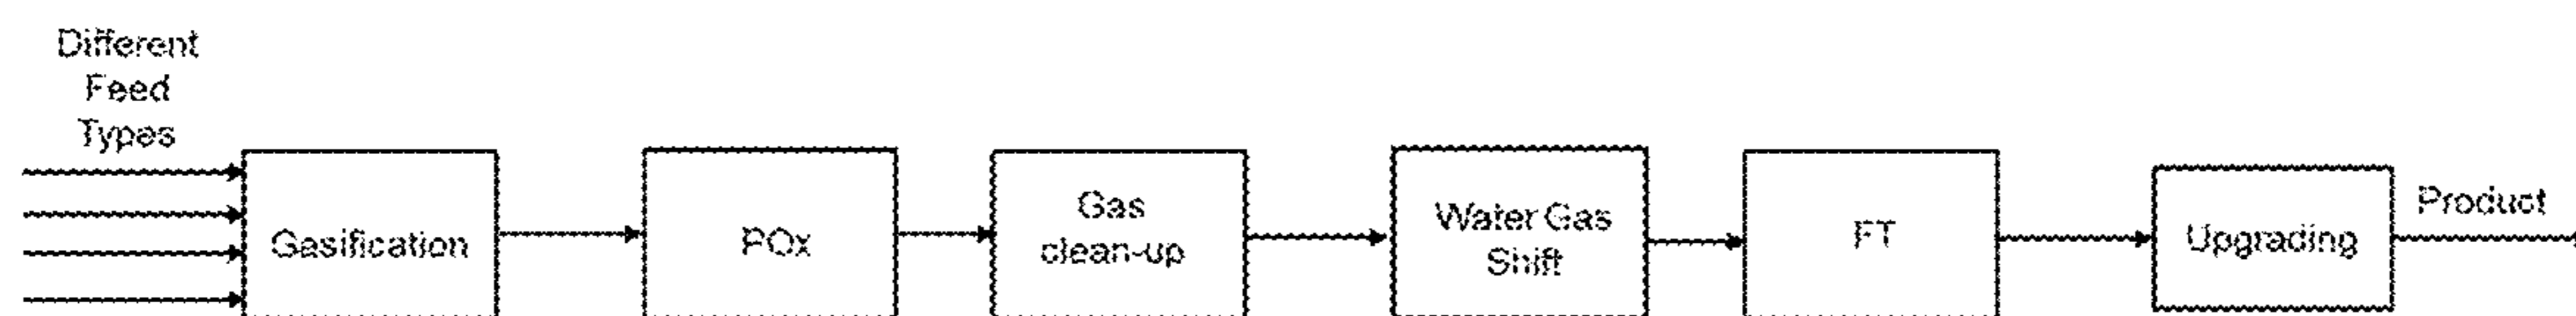 Different
Feed
Types
Gasification
POx
Gas
clean-up
Water Gas
Shift
FT
Upgrading
Product